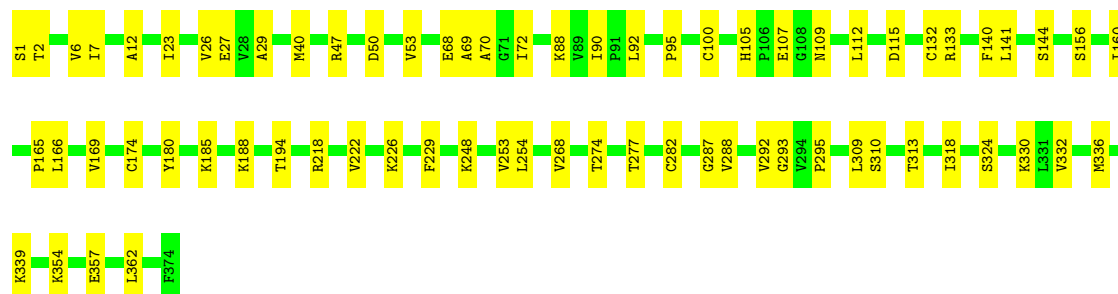 S1 T2 V6 I7 A12 I23 V26 E27 V28 A29 M40 R47 D50 V53 E68 A69 A70 G71 I72 K88 V89 I90 P91 L92 P95 C100 H105 P106 E107 G108 N109 L112 D115 C132 R133 F140 L141 S144 S156
P165 L166 V169 C174 Y180 K185 K188 T194 R218 V222 K226 F229 K248 V253 L254 V268 T274 T277 C282 G287 V288 V292 G293 V294 P295 L309 S310 T313 I318 S324 K330 L331 V332 M336
K339 K354 E357 L362 F374